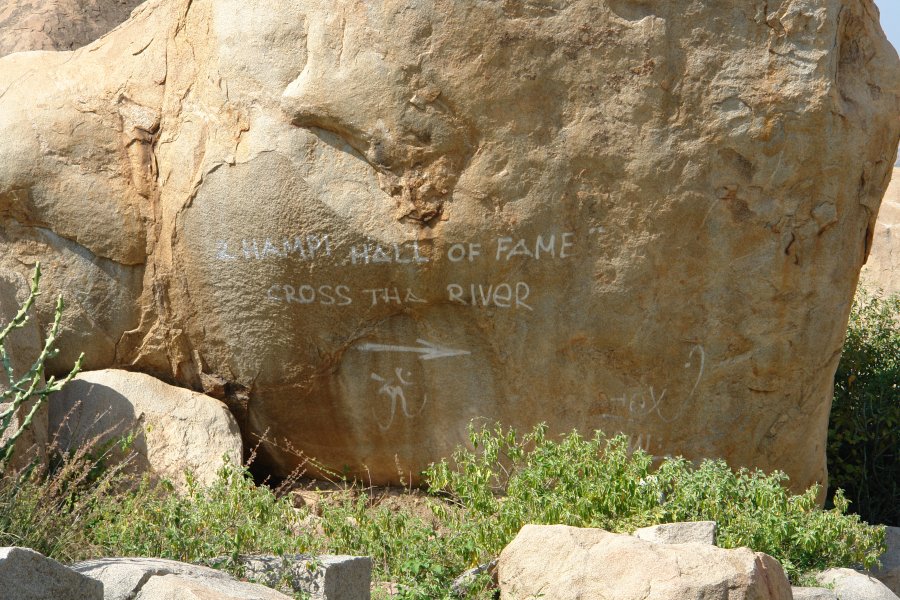 HAMPI HALL OF FAME"
CROSS THA RIVER